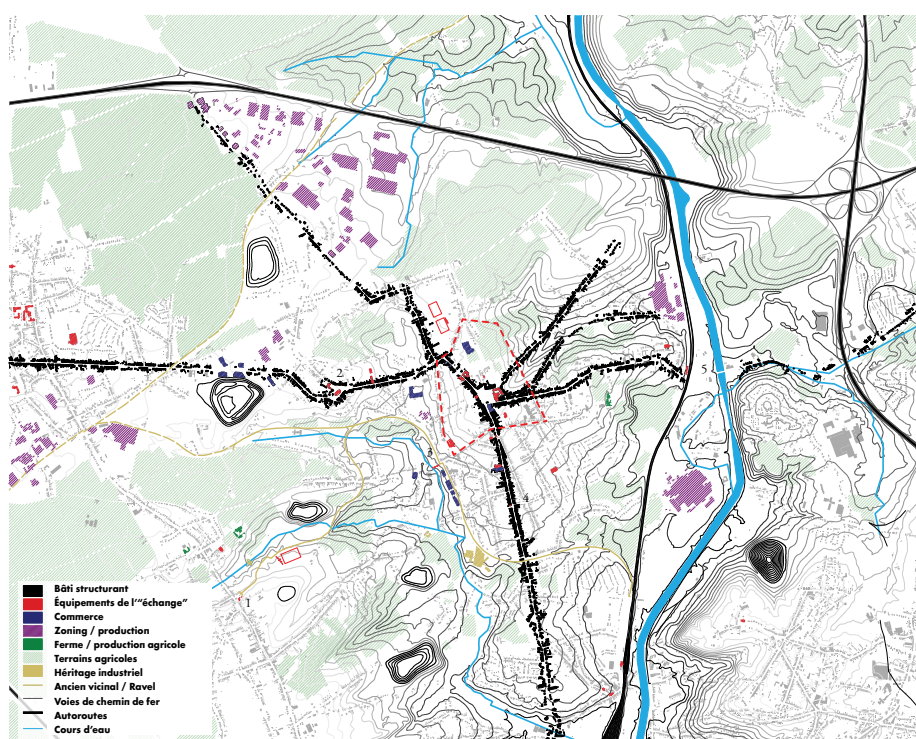 2
5
3
4
1
Bâti structurant
Équipements de l'"échange"
Commerce
Zoning / production
Ferme / production agricole
Terrains agricoles
Héritage industriel
Ancien vicinal / Ravel
Voies de chemin de fer
Autoroutes
Cours d'eau